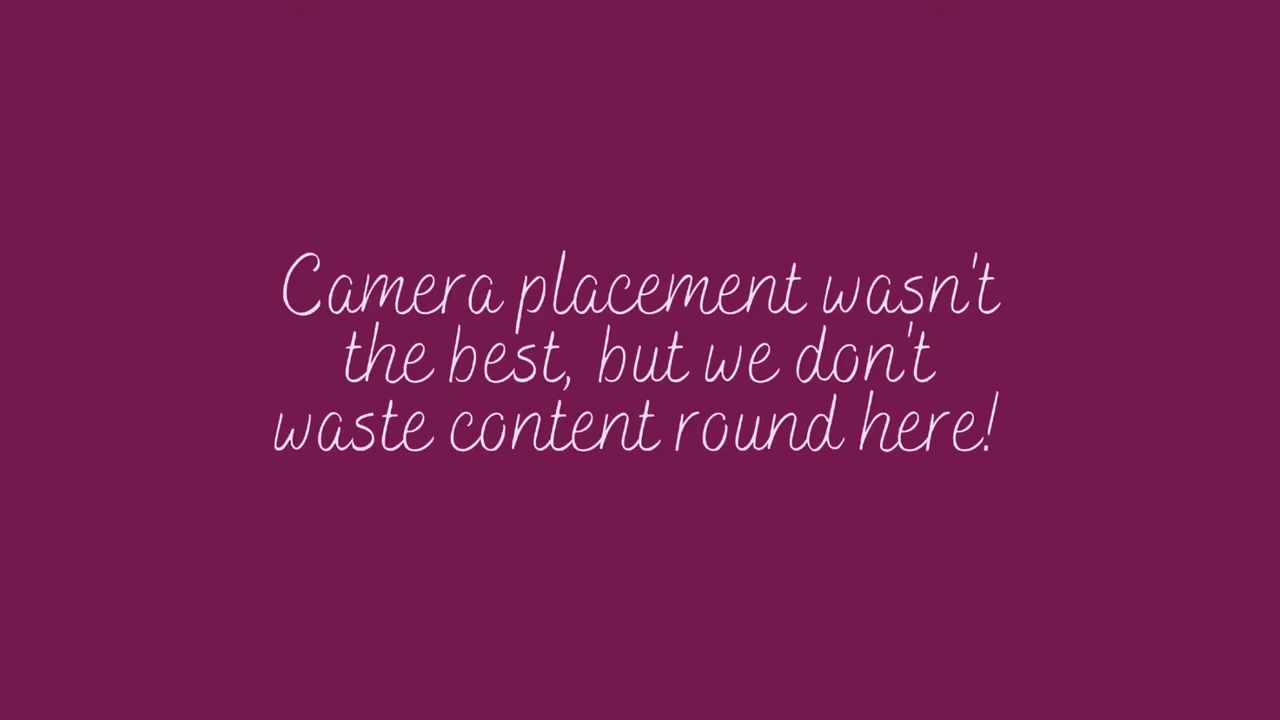 Camera placement wasn't
the best, but we don't
waste content round here!